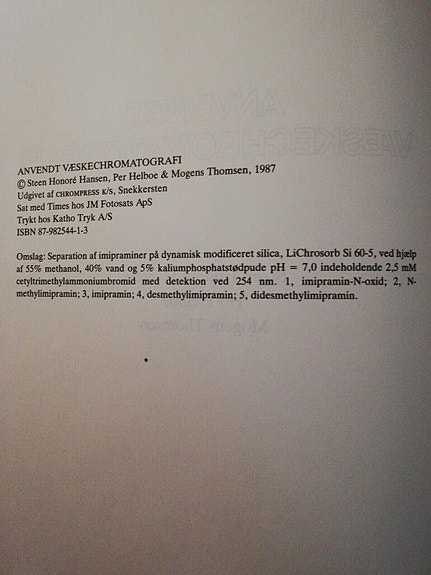 ANVENDT VÆSKECHROMATOGRAFI
© Steen Honoré Hansen, Per Helboe & Mogens Thomsen, 1987
Udgivet af CHROMPRESS K/S, Snekkersten
Sat med Times hos JM Fotosats ApS
Trykt hos Katho Tryk A/S
ISBN 87-982544-1-3
Omslag: Separation af imipraminer på dynamisk modificeret silica, LiChrosorb Si 60-5, ved hjælp
af 55% methanol, 40% vand og 5% kaliumphosphatstødpude pH = 7,0 indeholdende 2,5 mM
cetyltrimethylammoniumbromid med detektion ved 254 nm. 1, imipramin-N-oxid; 2, N-
methylimipramin; 3, imipramin; 4, desmethylimipramin; 5, didesmethylimipramin.